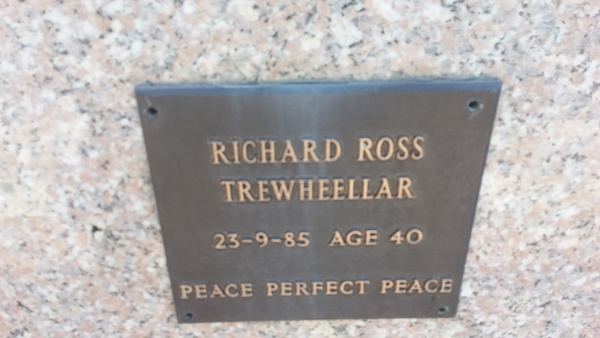 RICHARD ROSS
TREWHEELLAR
23-9-85 AGE 40
PEACE PERFECT PEACE